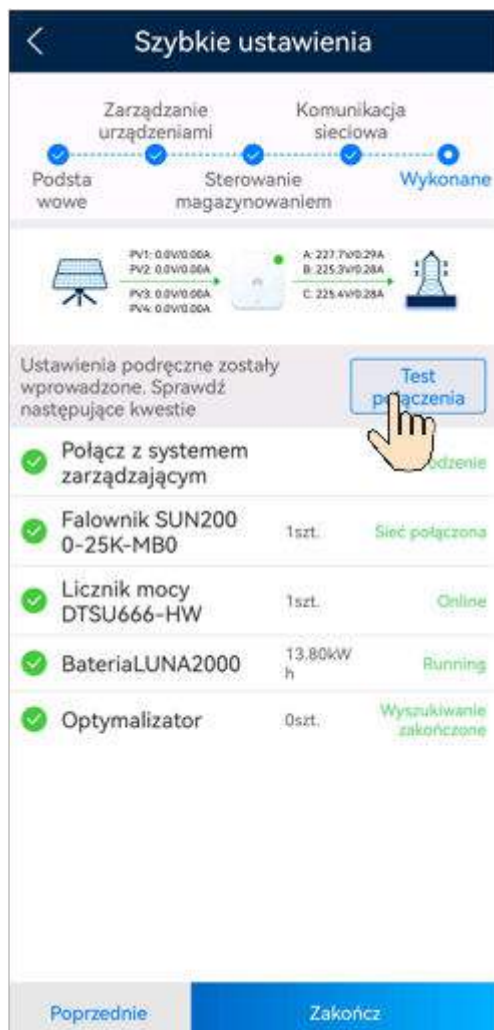 Szybkie ustawienia
Zarządzanie
urządzeniami
Komunikacja
sieciowa
Podsta
wowe
Sterowanie
magazynowaniem
Wykonane
PV1: 0.0V/0.00A
PV2: 0.0V/0.00A
PV3: 0.0V/0.00A
PV4: 0.0V/0.00A
A: 227.7V/0.29A
B: 225.3V/0.28A
C: 225.4V/0.28A
Ustawienia podręczne zostały
wprowadzone. Sprawdź
następujące kwestie
Test
połączenia
Połącz z systemem
zarządzającym
odzenie
Falownik SUN200
0-25K-MB0
1szt.
Sieć połączona
Licznik mocy
DTSU666-HW
1szt.
Online
BateriaLUNA2000
13.80kW
h
Running
Optymalizator
0szt.
Wyszukiwanie
zakończone
Poprzednie
Zakończ